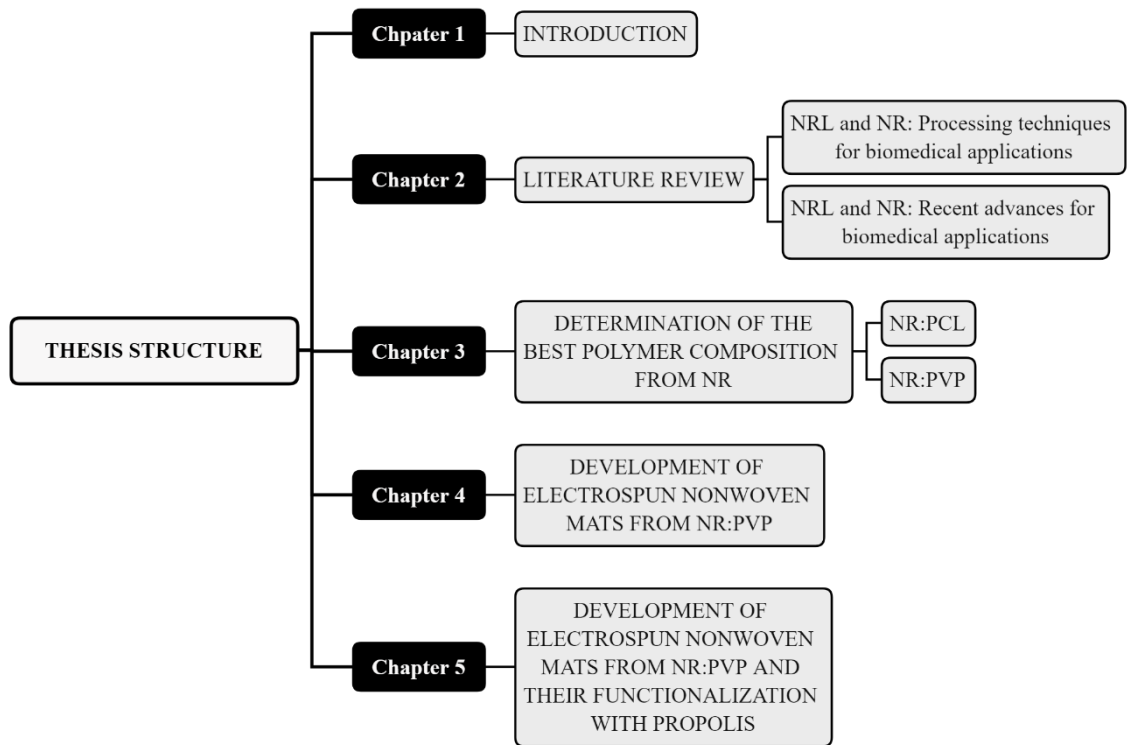 Chpater 1
INTRODUCTION
NRL and NR: Processing techniques
for biomedical applications
Chapter 2
LITERATURE REVIEW
NRL and NR: Recent advances for
biomedical applications
THESIS STRUCTURE
Chapter 3
DETERMINATION OF THE
BEST POLYMER COMPOSITION
FROM NR
NR:PCL
NR:PVP
Chapter 4
DEVELOPMENT OF
ELECTROSPUN NONWOVEN
MATS FROM NR:PVP
Chapter 5
DEVELOPMENT OF
ELECTROSPUN NONWOVEN
MATS FROM NR:PVP AND
THEIR FUNCTIONALIZATION
WITH PROPOLIS